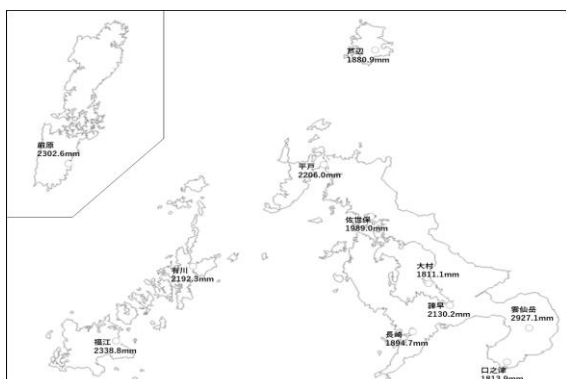 芦辺
1880.9mm
厳原
2302.6mm
平戸
2206.0mm
佐世保
1989.0mm
大村
1811.1mm
有川
2192.3mm
諫早
2130.2mm
雲仙岳
2927.1mm
長崎
1894.7mm
福江
2338.8mm
口之津
1813.9mm